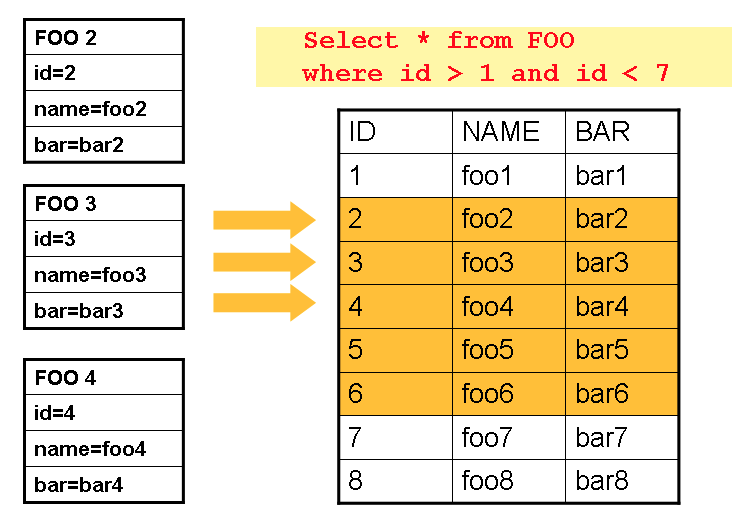 FOO 2
id=2
name=foo2
bar=bar2
FOO 3
id=3
name=foo3
bar=bar3
FOO 4
id=4
name=foo4
bar=bar4
Select * from FOO
where id > 1 and id < 7
ID NAME BAR
1 foo1 bar1
2 foo2 bar2
3 foo3 bar3
4 foo4 bar4
5 foo5 bar5
6 foo6 bar6
7 foo7 bar7
8 foo8 bar8